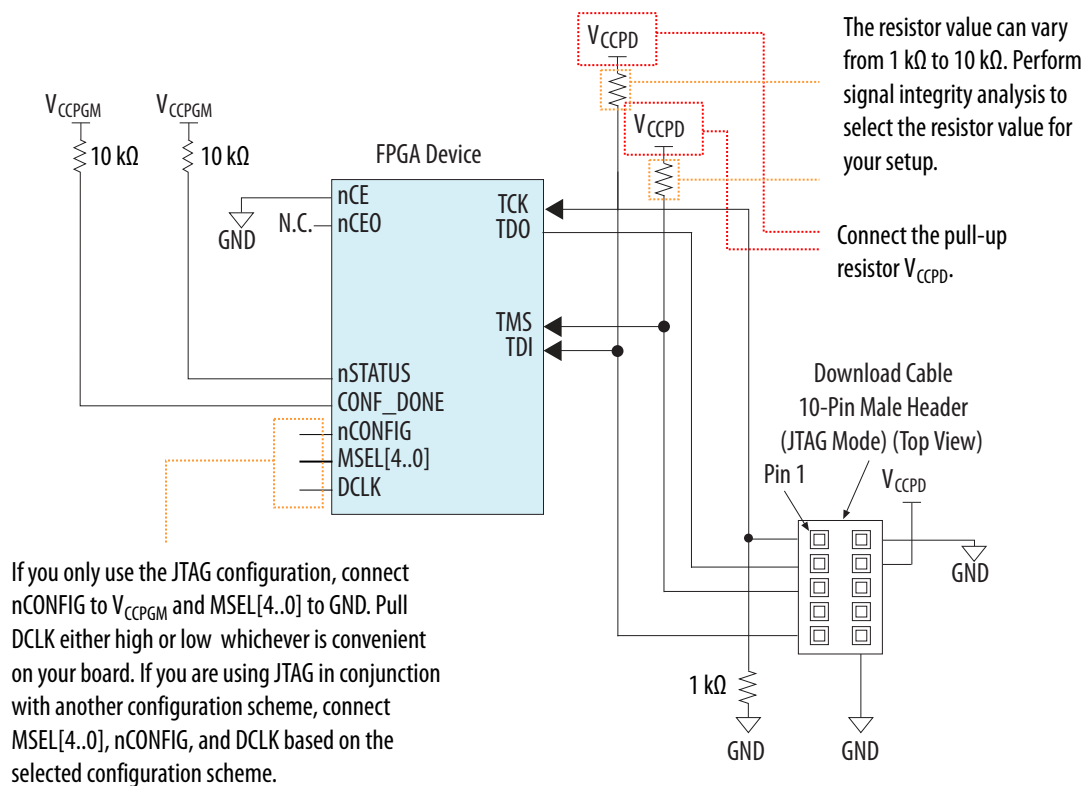 The resistor value can vary
from 1 kΩ to 10 kΩ. Perform
signal integrity analysis to
select the resistor value for
your setup.
VCCPD
VCCPD
Connect the pull-up
resistor VCCPD.
VCCPGM
VCCPGM
10 kΩ
10 kΩ
FPGA Device
GND
N.C.
nCE
nCEO
TCK
TDO
TMS
TDI
nSTATUS
CONF_DONE
nCONFIG
MSEL[4..0]
DCLK
Download Cable
10-Pin Male Header
(JTAG Mode) (Top View)
Pin 1
VCCPD
GND
1 kΩ
GND
GND
If you only use the JTAG configuration, connect
nCONFIG to VCCPGM and MSEL[4..0] to GND. Pull
DCLK either high or low whichever is convenient
on your board. If you are using JTAG in conjunction
with another configuration scheme, connect
MSEL[4..0], nCONFIG, and DCLK based on the
selected configuration scheme.